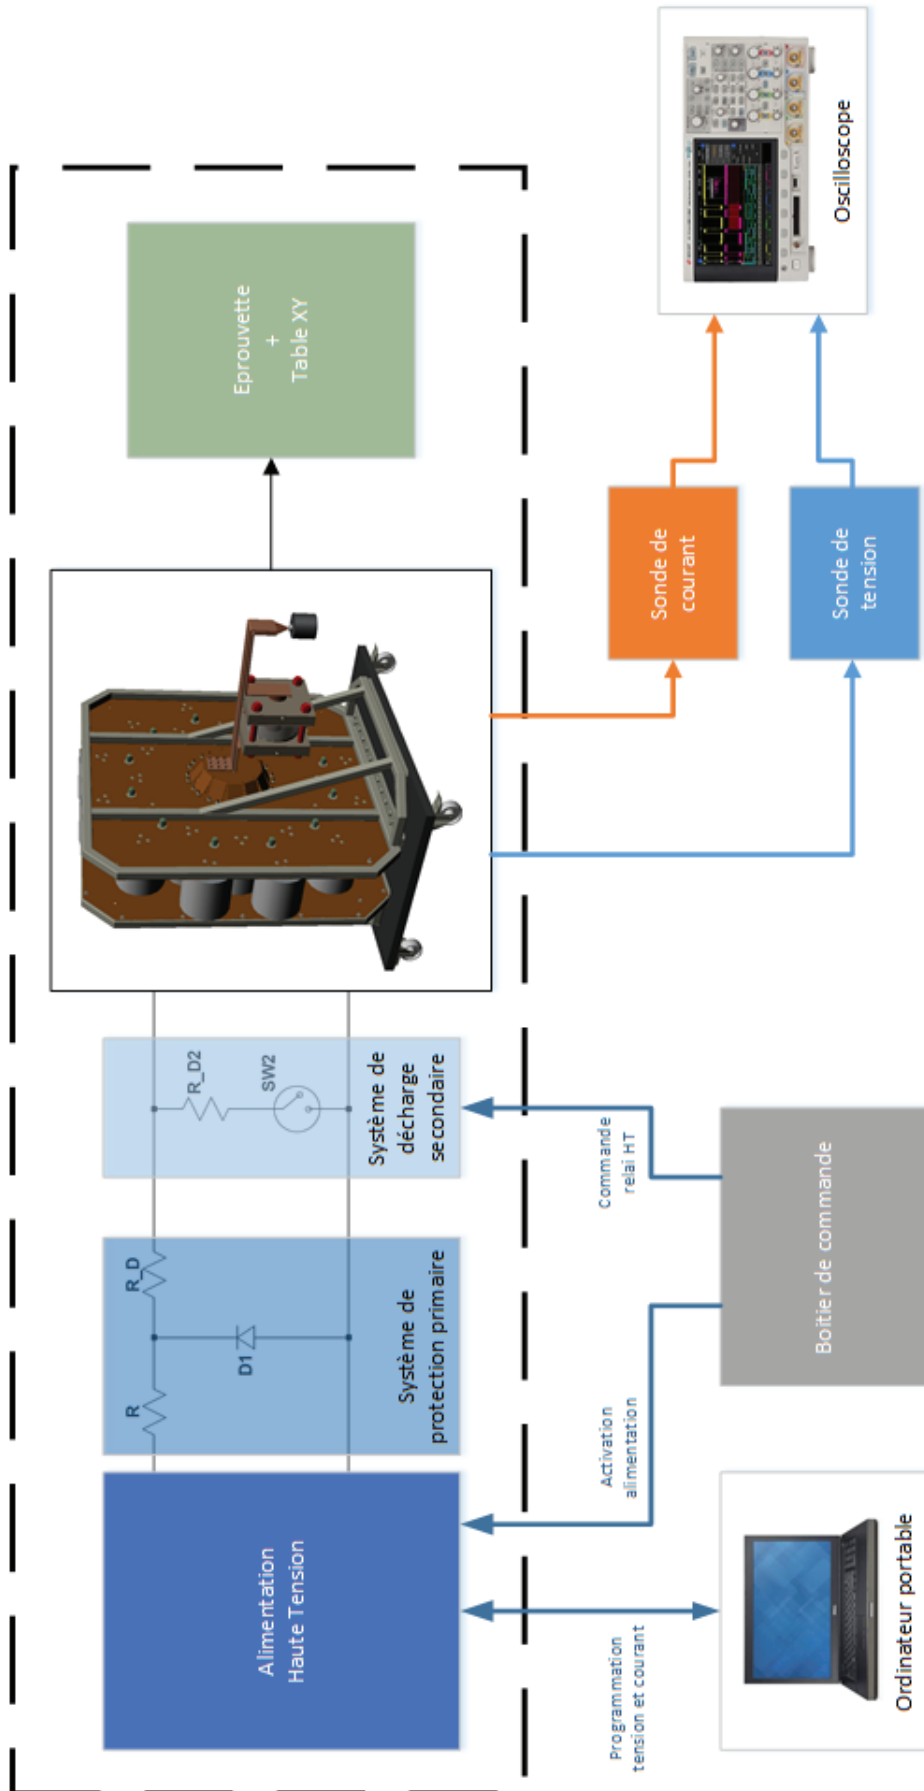 Alimentation
Haute Tension
R
R_D
D1
Système de
protection primaire
R_D2
SW2
Système de
décharge
secondaire
Eprouvette
+
Table XY
Programmation
tension et courant
Activation
alimentation
Commande
relai HT
Sonde de
courant
Sonde de
tension
Ordinateur portable
Boitier de commande
Oscilloscope